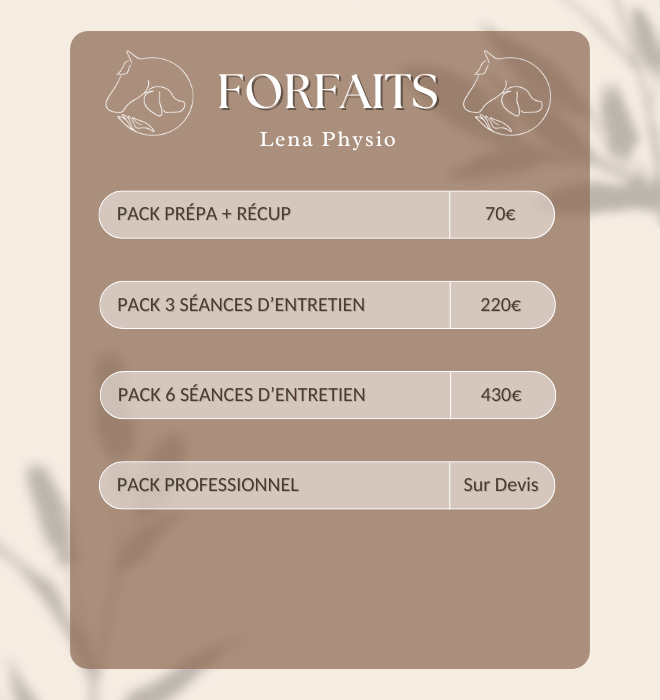 FORFAITS
Lena Physio
PACK PRÉPA + RÉCUP 70€
PACK 3 SÉANCES D'ENTRETIEN 220€
PACK 6 SÉANCES D'ENTRETIEN 430€
PACK PROFESSIONNEL Sur Devis